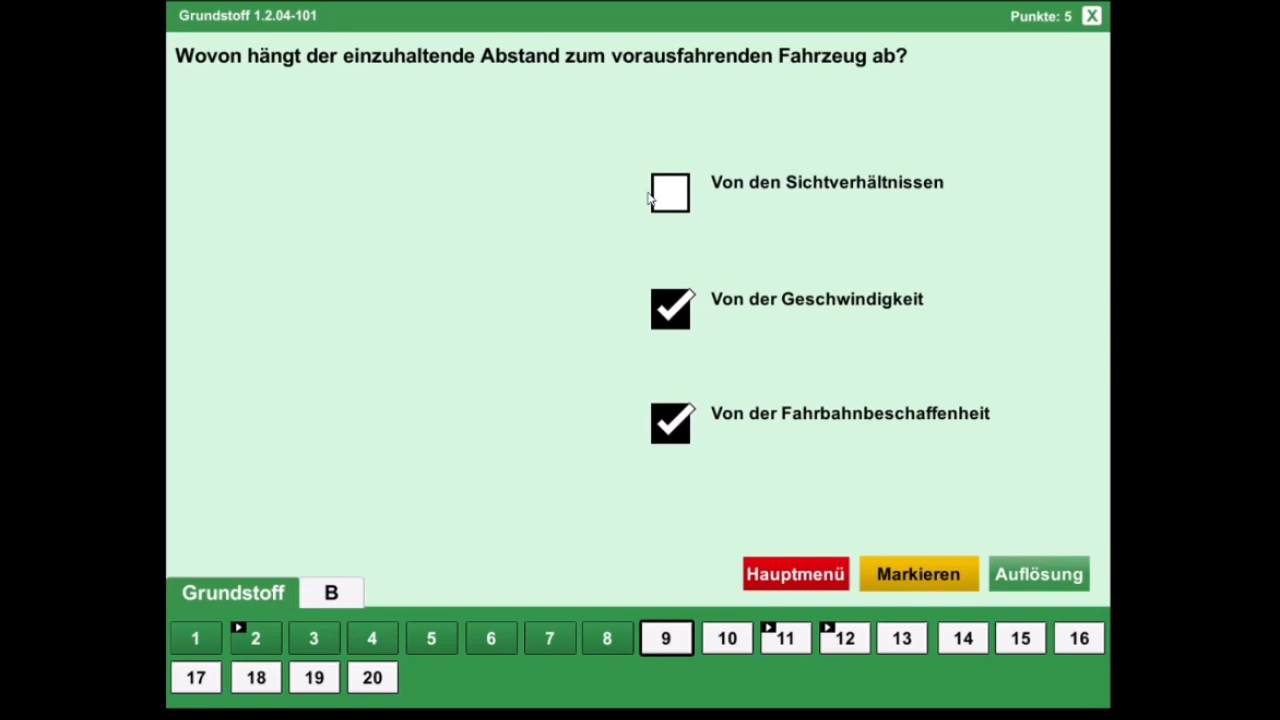 Grundstoff 1.2.04-101
Punkte: 5 X
Wovon hängt der einzuhaltende Abstand zum vorausfahrenden Fahrzeug ab?
Von den Sichtverhältnissen
Von der Geschwindigkeit
Von der Fahrbahnbeschaffenheit
Hauptmenü Markieren Auflösung
Grundstoff B
1 2 3 4 5 6 7 8 9 10 11 12 13 14 15 16
17 18 19 20